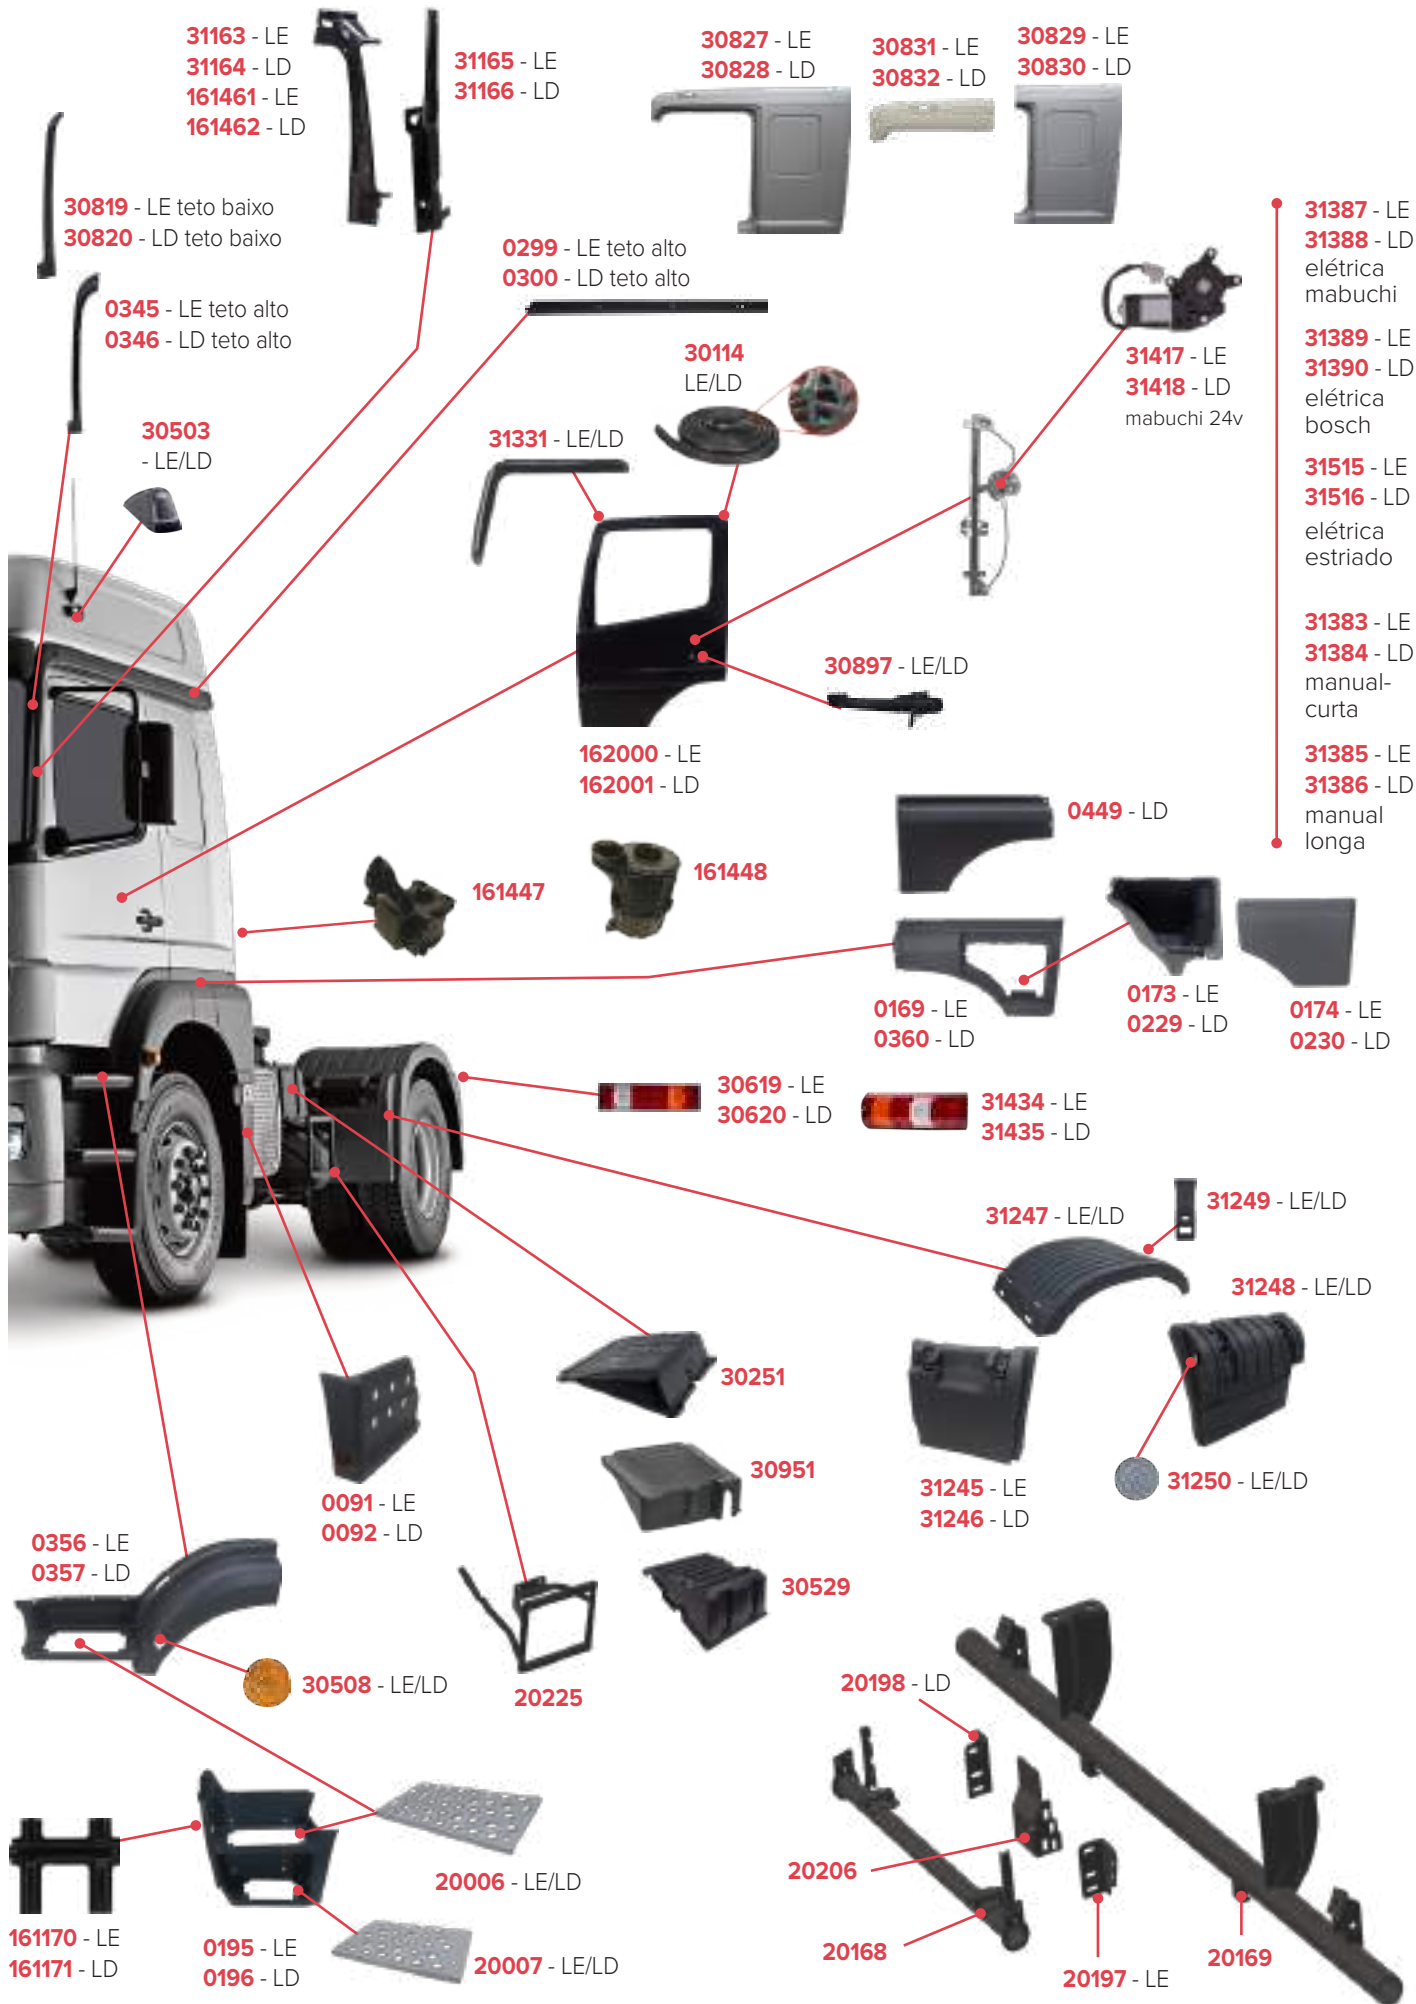 31163 - LE
31164 - LD
161461 - LE
161462 - LD
31165 - LE
31166 - LD
30827 - LE
30828 - LD
30831 - LE
30832 - LD
30829 - LE
30830 - LD
30819 - LE teto baixo
30820 - LD teto baixo
0345 - LE teto alto
0346 - LD teto alto
0299 - LE teto alto
0300 - LD teto alto
30503
- LE/LD
30114
LE/LD
31331 - LE/LD
31417 - LE
31418 - LD
mabuchi 24v
31387 - LE
31388 - LD
elétrica
mabuchi
31389 - LE
31390 - LD
elétrica
bosch
31515 - LE
31516 - LD
elétrica
estriado
31383 - LE
31384 - LD
manual-
curta
31385 - LE
31386 - LD
manual
longa
30897 - LE/LD
162000 - LE
162001 - LD
161447
161448
0449 - LD
0169 - LE
0360 - LD
0173 - LE
0229 - LD
0174 - LE
0230 - LD
30619 - LE
30620 - LD
31434 - LE
31435 - LD
31247 - LE/LD
31249 - LE/LD
31248 - LE/LD
31245 - LE
31246 - LD
31250 - LE/LD
30251
30951
30529
0091 - LE
0092 - LD
0356 - LE
0357 - LD
30508 - LE/LD
20225
20198 - LD
20206
20168
20197 - LE
20169
20006 - LE/LD
20007 - LE/LD
161170 - LE
161171 - LD
0195 - LE
0196 - LD